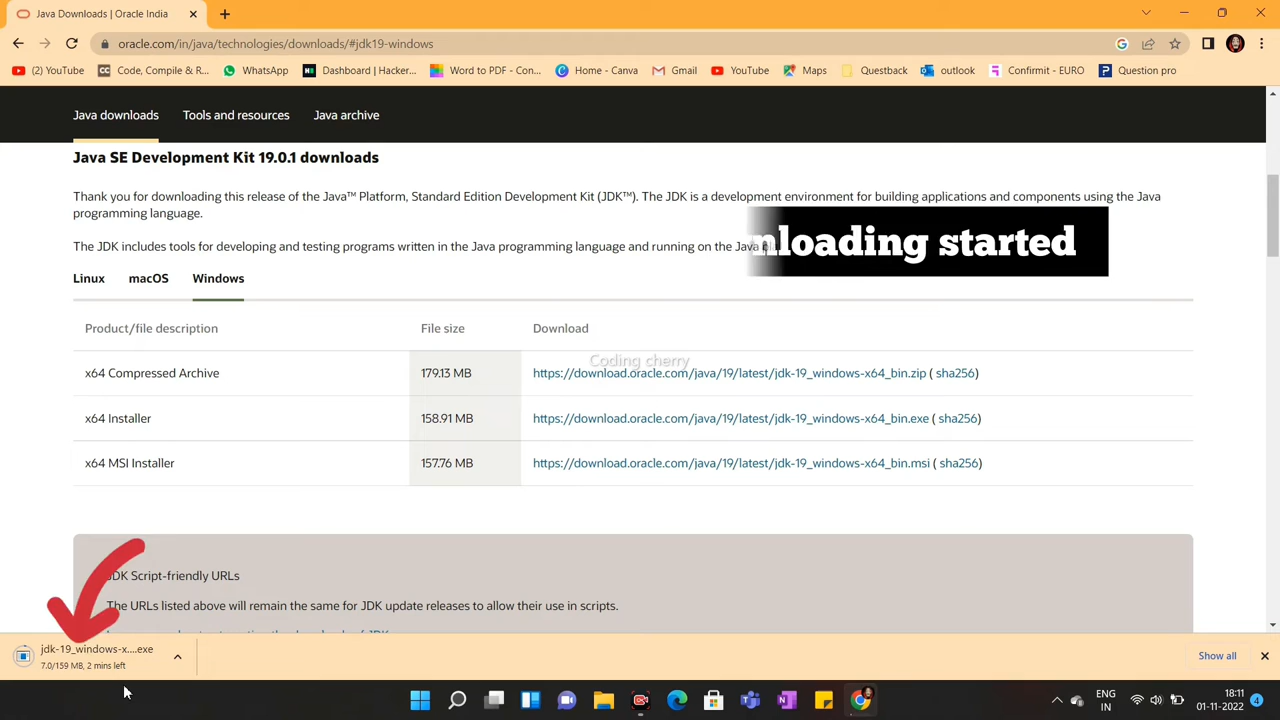 Java Downloads | Oracle India
oracle.com/in/java/technologies/downloads/#jdk19-windows
(2) YouTube
Code, Compile & R...
WhatsApp
Dashboard | Hacker...
Word to PDF - Con...
Home - Canva
Gmail
YouTube
Maps
Questback
outlook
Confirmit - EURO
Question pro
Java downloads
Tools and resources
Java archive
Java SE Development Kit 19.0.1 downloads
Thank you for downloading this release of the Java™ Platform, Standard Edition Development Kit (JDK™). The JDK is a development environment for building applications and components using the Java
programming language.
The JDK includes tools for developing and testing programs written in the Java programming language and running on the Java
nloading started
Linux
macOS
Windows
Product/file description
File size
Download
Coding cherry
x64 Compressed Archive
179.13 MB
https://download.oracle.com/java/19/latest/jdk-19_windows-x64_bin.zip ( sha256)
x64 Installer
158.91 MB
https://download.oracle.com/java/19/latest/jdk-19_windows-x64_bin.exe ( sha256)
x64 MSI Installer
157.76 MB
https://download.oracle.com/java/19/latest/jdk-19_windows-x64_bin.msi ( sha256)
JDK Script-friendly URLs
The URLs listed above will remain the same for JDK update releases to allow their use in scripts.
jdk-19_windows-x....exe
7.0/159 MB, 2 mins left
Show all
ENG
IN
18:11
01-11-2022
4